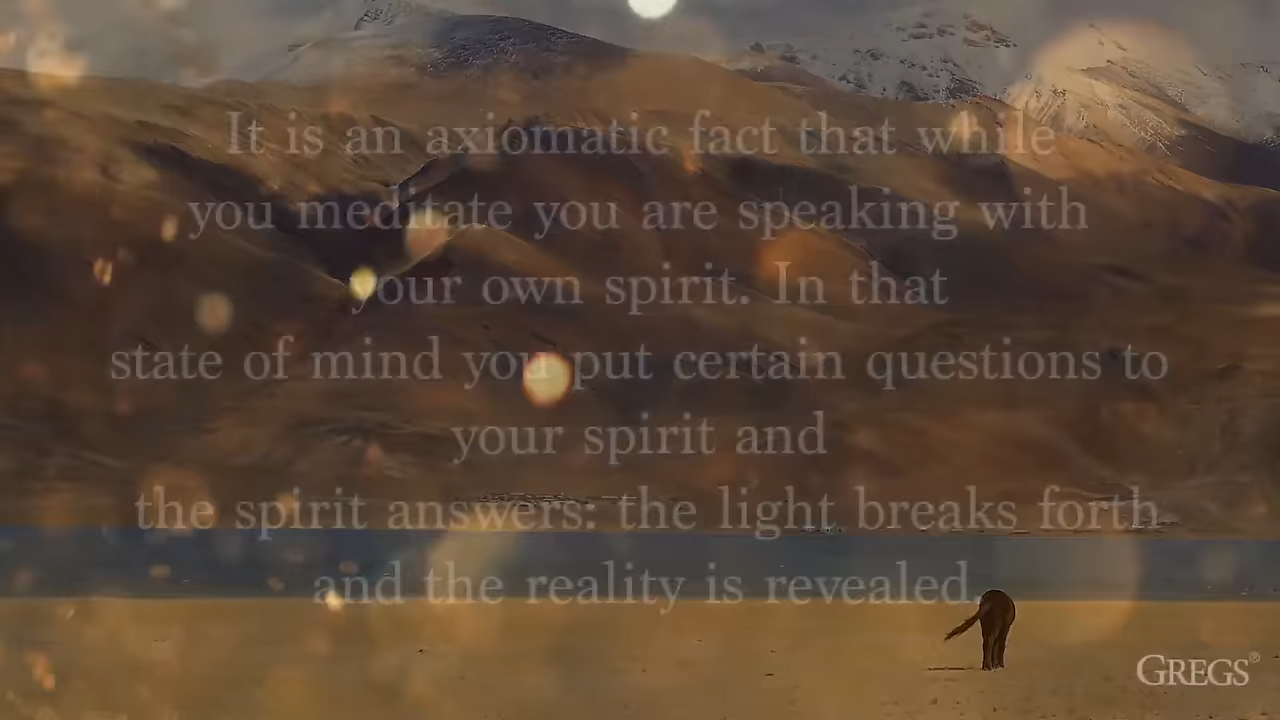 It is an axiomatic fact that while
you meditate you are speaking with
your own spirit. In that
state of mind you put certain questions to
your spirit and
the spirit answers: the light breaks forth
and the reality is revealed.
GREGS®